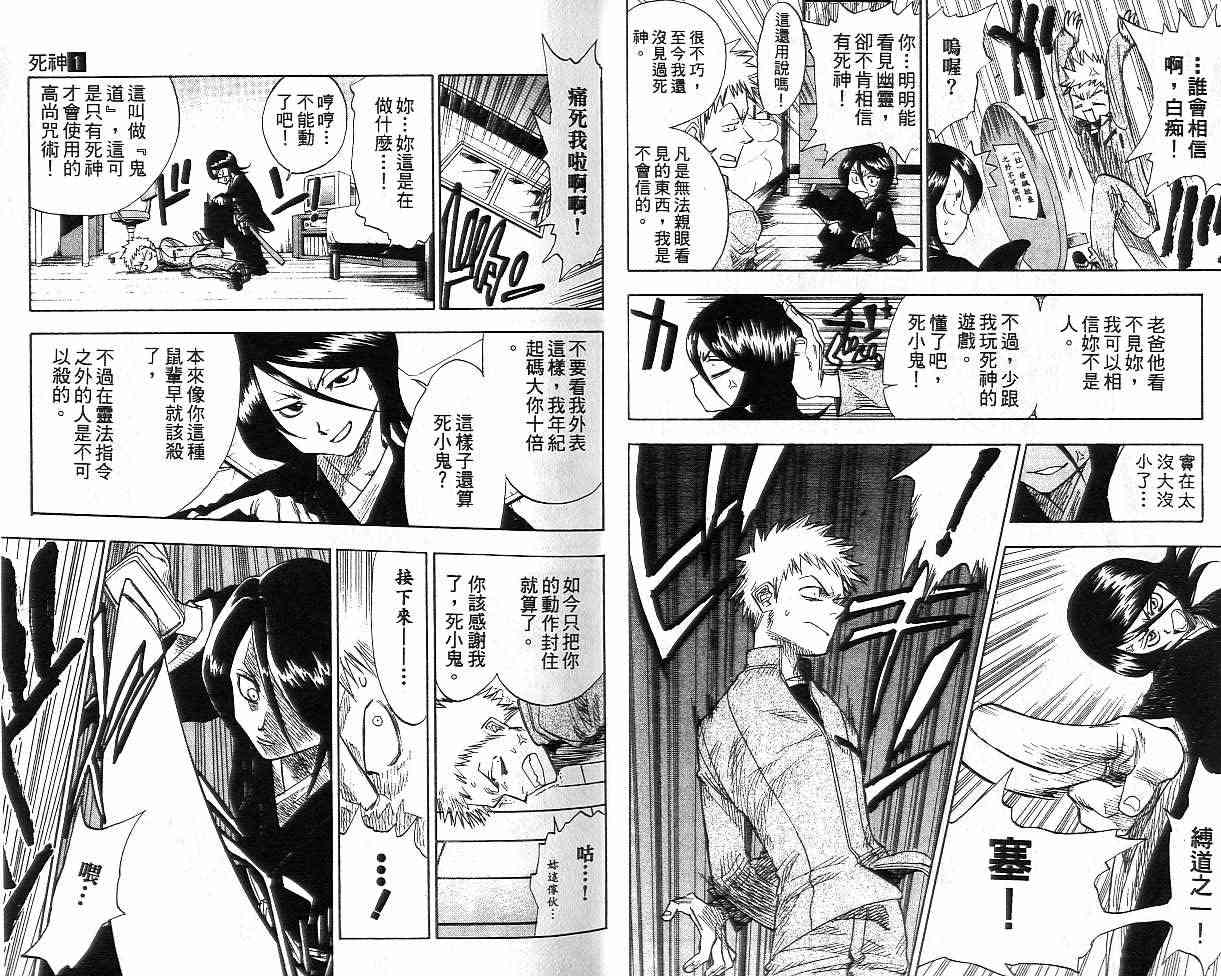 …誰會相信
啊，白痴！
嗚喔？
你…明明能
看見幽靈
卻不肯相信
有死神！
這還用說嗎！
很不巧，
至今我還
沒見過死
神。
凡是無法親眼看
見的東西，我是
不會信的。
老爸他看
不見妳，
我可以相
信妳不是
人。
不過，少跟
我玩死神的
遊戲。
懂了吧，
死小鬼！
實在太
沒大沒
小了…
縛道之一！
塞！
痛死我啦啊啊！
妳…妳這是在
做什麼…！
哼哼…
不能動
了吧！
這叫做『鬼
道』，這可
是只有死神
才會使用的
高尚咒術！
死神1
不要看我外表
這樣，我年紀
起碼大你十倍
。
這樣子還算
死小鬼？
本來像你這種
鼠輩早就該殺
了，
不過在靈法指令
之外的人是不可
以殺的。
如今只把你
的動作封住
就算了。
你該感謝我
了，死小鬼。
咕…！
妳這傢伙…
接下來——…
…！
喂…